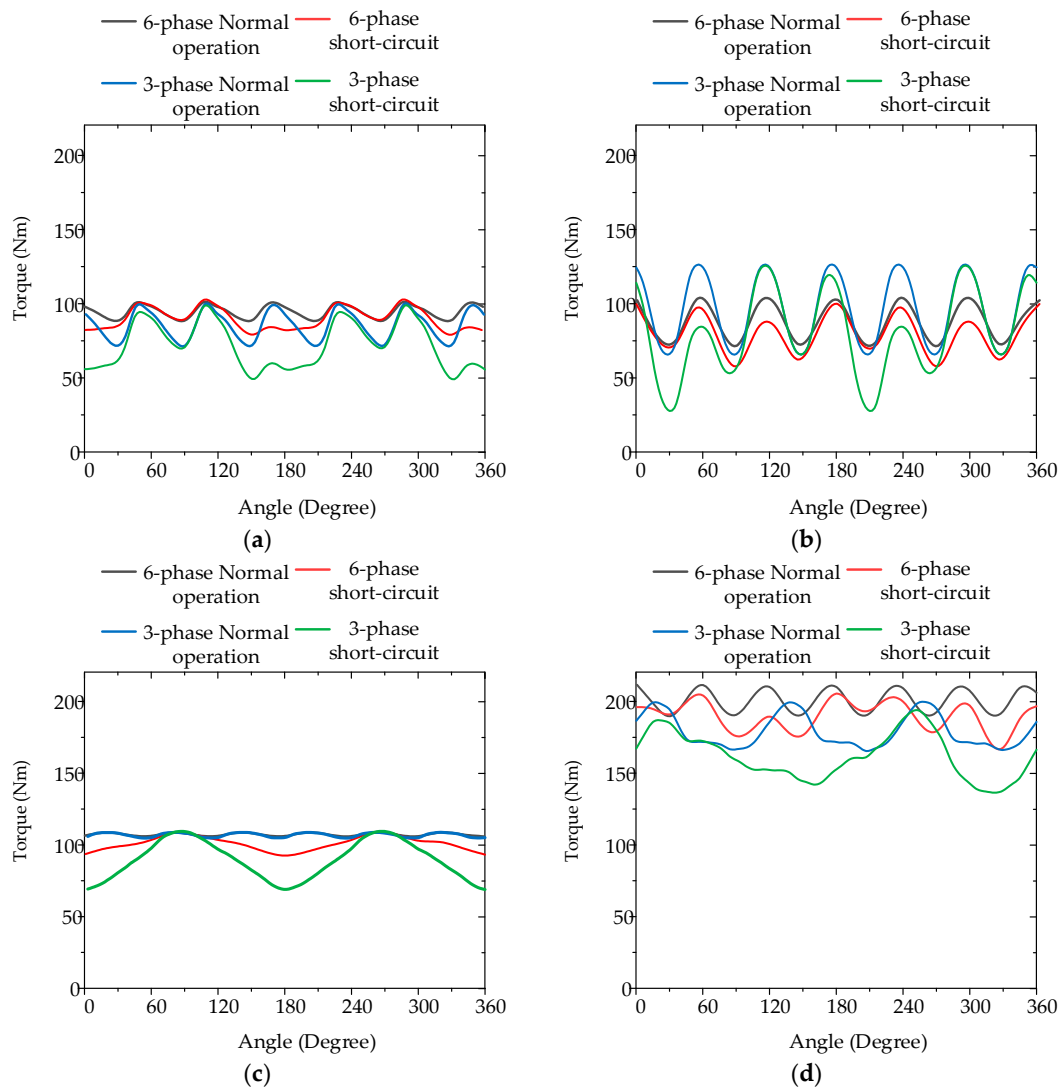 6-phase Normal operation
6-phase short-circuit
3-phase Normal operation
3-phase short-circuit
200
150
100
50
0
Torque (Nm)
0 60 120 180 240 300 360
Angle (Degree)
(a)
6-phase Normal operation
6-phase short-circuit
3-phase Normal operation
3-phase short-circuit
200
150
100
50
0
Torque (Nm)
0 60 120 180 240 300 360
Angle (Degree)
(b)
6-phase Normal operation
6-phase short-circuit
3-phase Normal operation
3-phase short-circuit
200
150
100
50
0
Torque (Nm)
0 60 120 180 240 300 360
Angle (Degree)
(c)
6-phase Normal operation
6-phase short-circuit
3-phase Normal operation
3-phase short-circuit
200
150
100
50
0
Torque (Nm)
0 60 120 180 240 300 360
Angle (Degree)
(d)